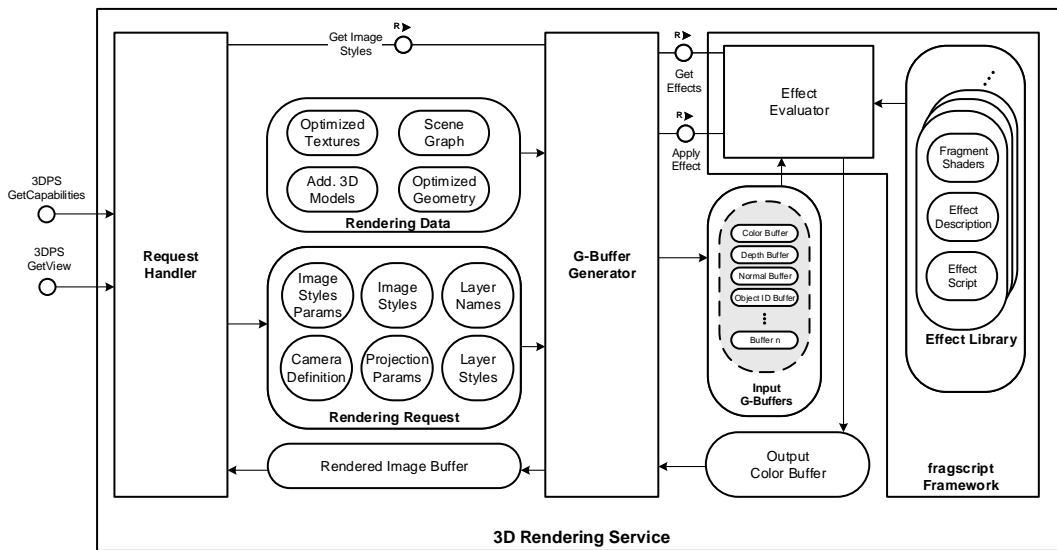 3DPS
GetCapabilities
3DPS
GetView
Request
Handler
Get Image
Styles
R
Optimized
Textures
Scene
Graph
Add. 3D
Models
Optimized
Geometry
Rendering Data
Image
Styles
Params
Image
Styles
Layer
Names
Camera
Definition
Projection
Params
Layer
Styles
Rendering Request
Rendered Image Buffer
G-Buffer
Generator
R
Get
Effects
R
Apply
Effect
Effect
Evaluator
Color Buffer
Depth Buffer
Normal Buffer
Object ID Buffer
Buffer n
Input
G-Buffers
Output
Color Buffer
Fragment
Shaders
Effect
Description
Effect
Script
Effect Library
fragscript
Framework
3D Rendering Service